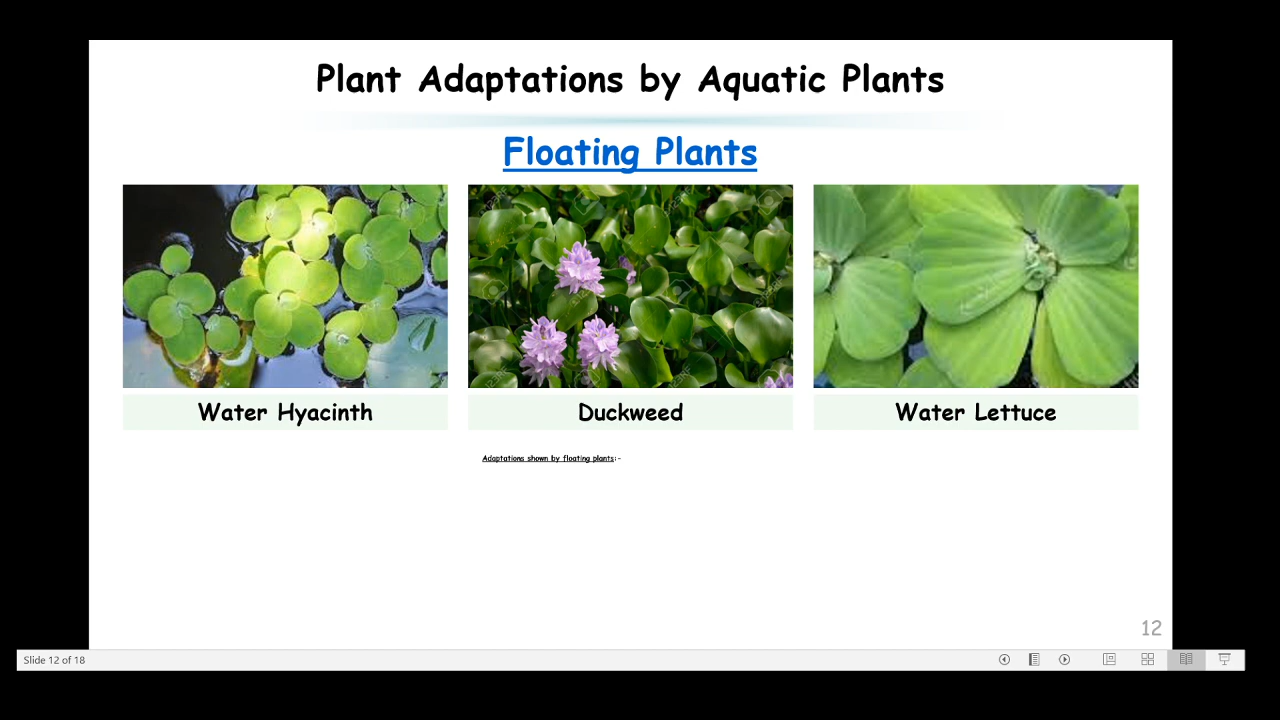 Plant Adaptations by Aquatic Plants
Floating Plants
Water Hyacinth
Duckweed
Water Lettuce
Adaptations shown by floating plants:-
12
Slide 12 of 18